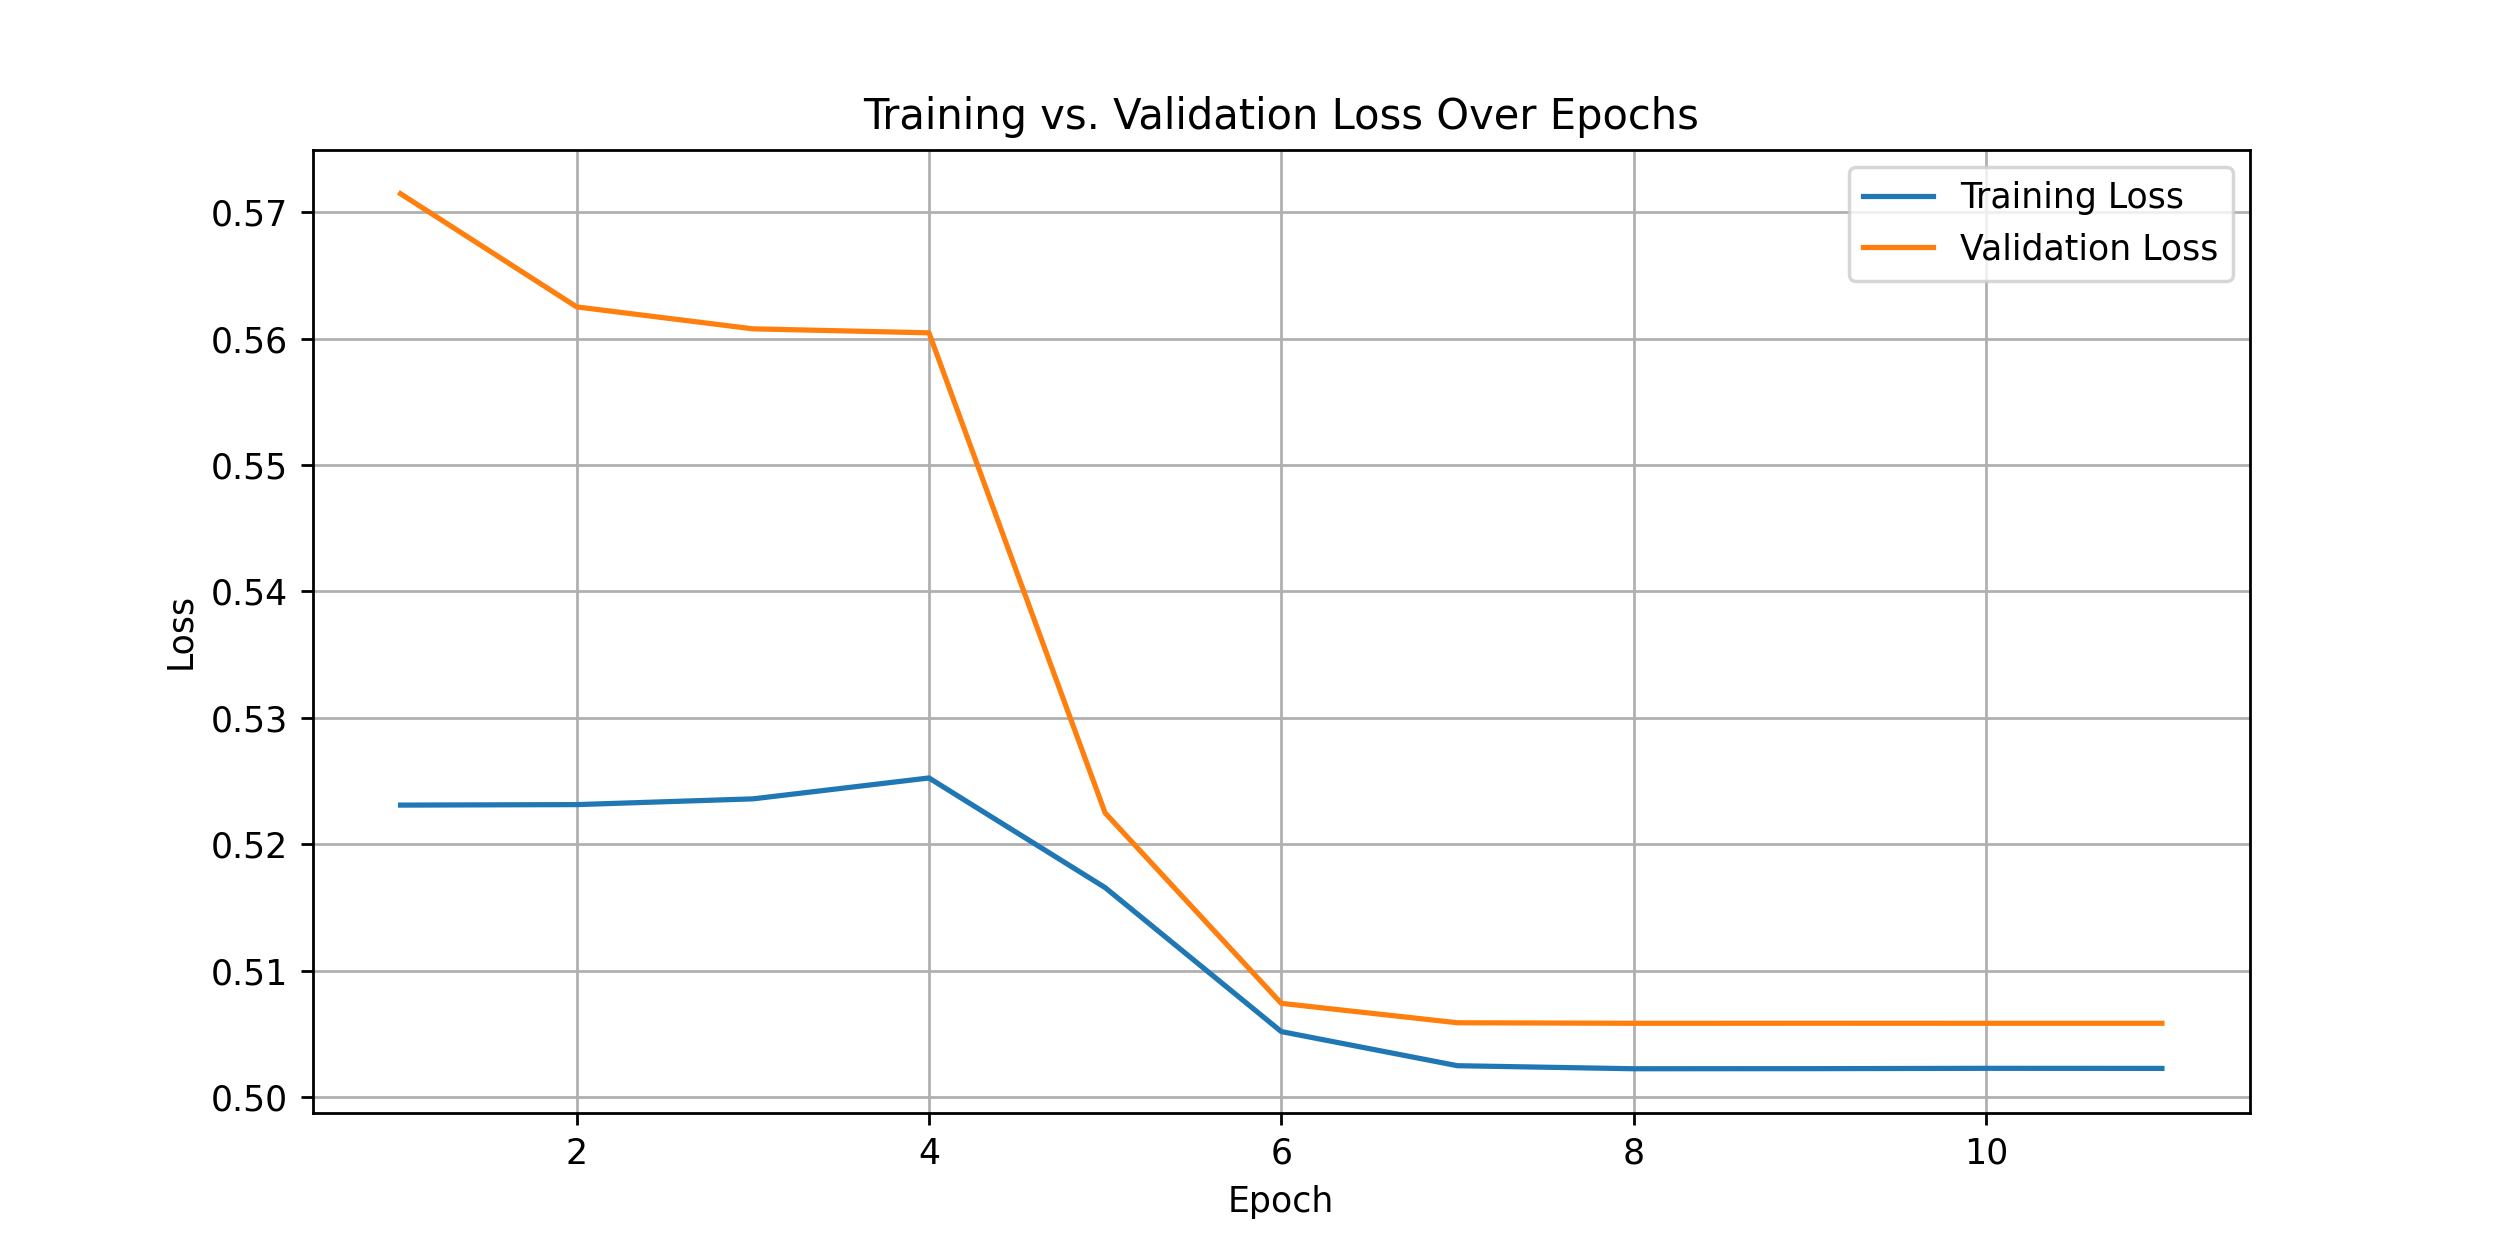 Training vs. Validation Loss Over Epochs
Training Loss
Validation Loss
0.57
0.56
0.55
0.54
0.53
0.52
0.51
0.50
Loss
2 4 6 8 10
Epoch